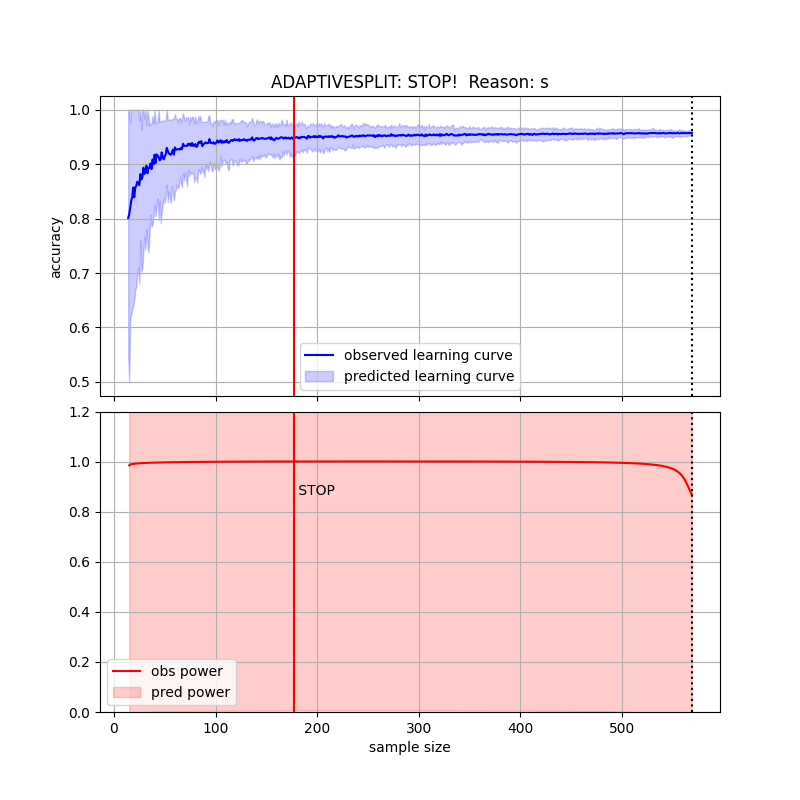 ADAPTIVESPLIT: STOP!  Reason: s
1.0
0.9
0.8
0.7
0.6
0.5
accuracy
observed learning curve
predicted learning curve
1.2
1.0
0.8
0.6
0.4
0.2
0.0
STOP
obs power
pred power
0 100 200 300 400 500
sample size